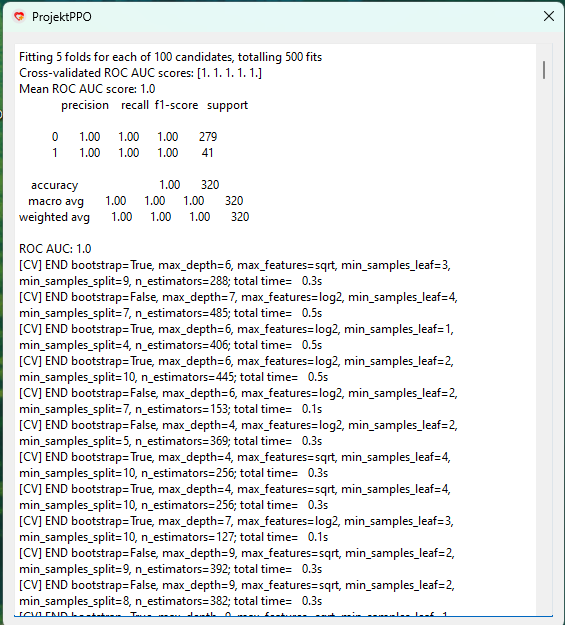 ProjektPPO
Fitting 5 folds for each of 100 candidates, totalling 500 fits
Cross-validated ROC AUC scores: [1. 1. 1. 1. 1.]
Mean ROC AUC score: 1.0
precision recall f1-score support
0 1.00 1.00 1.00 279
1 1.00 1.00 1.00 41
accuracy 1.00 320
macro avg 1.00 1.00 1.00 320
weighted avg 1.00 1.00 1.00 320
ROC AUC: 1.0
[CV] END bootstrap=True, max_depth=6, max_features=sqrt, min_samples_leaf=3,
min_samples_split=9, n_estimators=288; total time= 0.3s
[CV] END bootstrap=False, max_depth=7, max_features=log2, min_samples_leaf=4,
min_samples_split=7, n_estimators=485; total time= 0.5s
[CV] END bootstrap=True, max_depth=6, max_features=log2, min_samples_leaf=1,
min_samples_split=4, n_estimators=406; total time= 0.5s
[CV] END bootstrap=True, max_depth=6, max_features=log2, min_samples_leaf=2,
min_samples_split=10, n_estimators=445; total time= 0.5s
[CV] END bootstrap=False, max_depth=6, max_features=log2, min_samples_leaf=2,
min_samples_split=7, n_estimators=153; total time= 0.1s
[CV] END bootstrap=False, max_depth=4, max_features=log2, min_samples_leaf=2,
min_samples_split=5, n_estimators=369; total time= 0.3s
[CV] END bootstrap=True, max_depth=4, max_features=sqrt, min_samples_leaf=4,
min_samples_split=10, n_estimators=256; total time= 0.3s
[CV] END bootstrap=True, max_depth=4, max_features=sqrt, min_samples_leaf=4,
min_samples_split=10, n_estimators=256; total time= 0.3s
[CV] END bootstrap=True, max_depth=7, max_features=log2, min_samples_leaf=3,
min_samples_split=10, n_estimators=127; total time= 0.1s
[CV] END bootstrap=False, max_depth=9, max_features=sqrt, min_samples_leaf=2,
min_samples_split=9, n_estimators=392; total time= 0.3s
[CV] END bootstrap=False, max_depth=9, max_features=sqrt, min_samples_leaf=2,
min_samples_split=8, n_estimators=382; total time= 0.3s